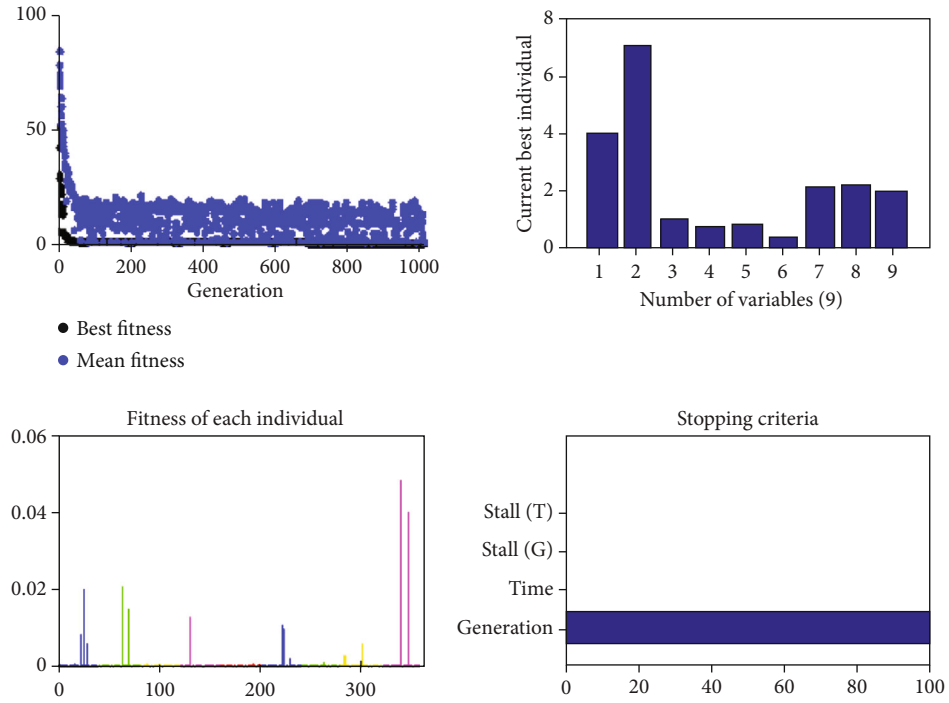 100
50
0
0 200 400 600 800 1000
Generation
Best fitness
Mean fitness
8
6
4
2
0
Current best individual
1 2 3 4 5 6 7 8 9
Number of variables (9)
Fitness of each individual
0.06
0.04
0.02
0
0 100 200 300
Stopping criteria
Stall (T)
Stall (G)
Time
Generation
0 20 40 60 80 100